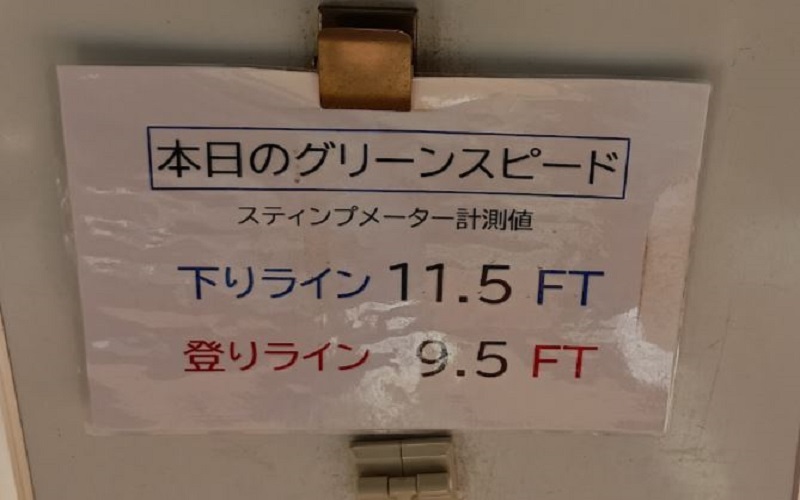 本日のグリーンスピード
スティンプメーター計測値
下りライン 11.5 FT
登りライン 9.5 FT